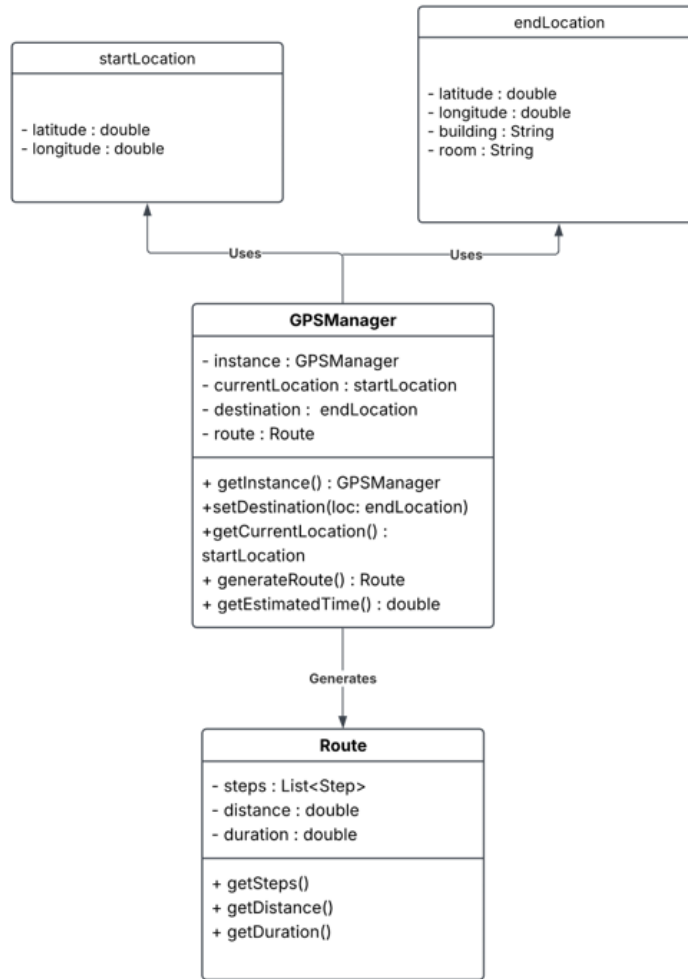 startLocation
- latitude : double
- longitude : double
endLocation
- latitude : double
- longitude : double
- building : String
- room : String
Uses
Uses
GPSManager
- instance : GPSManager
- currentLocation : startLocation
- destination :  endLocation
- route : Route
+ getInstance() : GPSManager
+setDestination(loc: endLocation)
+getCurrentLocation() :
startLocation
+ generateRoute() : Route
+ getEstimatedTime() : double
Generates
Route
- steps : List<Step>
- distance : double
- duration : double
+ getSteps()
+ getDistance()
+ getDuration()